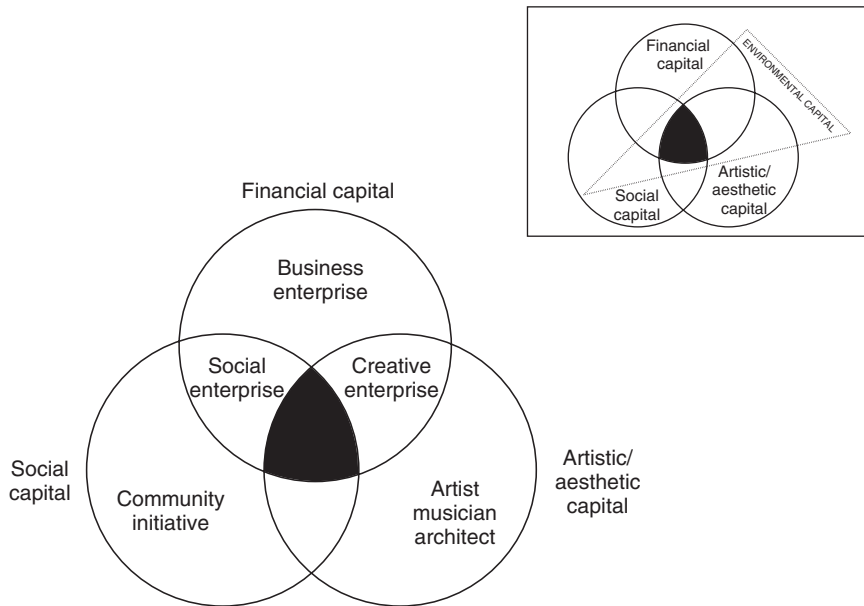 Financial
capital
ENVIRONMENTAL CAPITAL
Artistic/
aesthetic
capital
Social
capital
Financial capital
Business
enterprise
Social
enterprise
Creative
enterprise
Social
capital
Artistic/
aesthetic
capital
Community
initiative
Artist
musician
architect